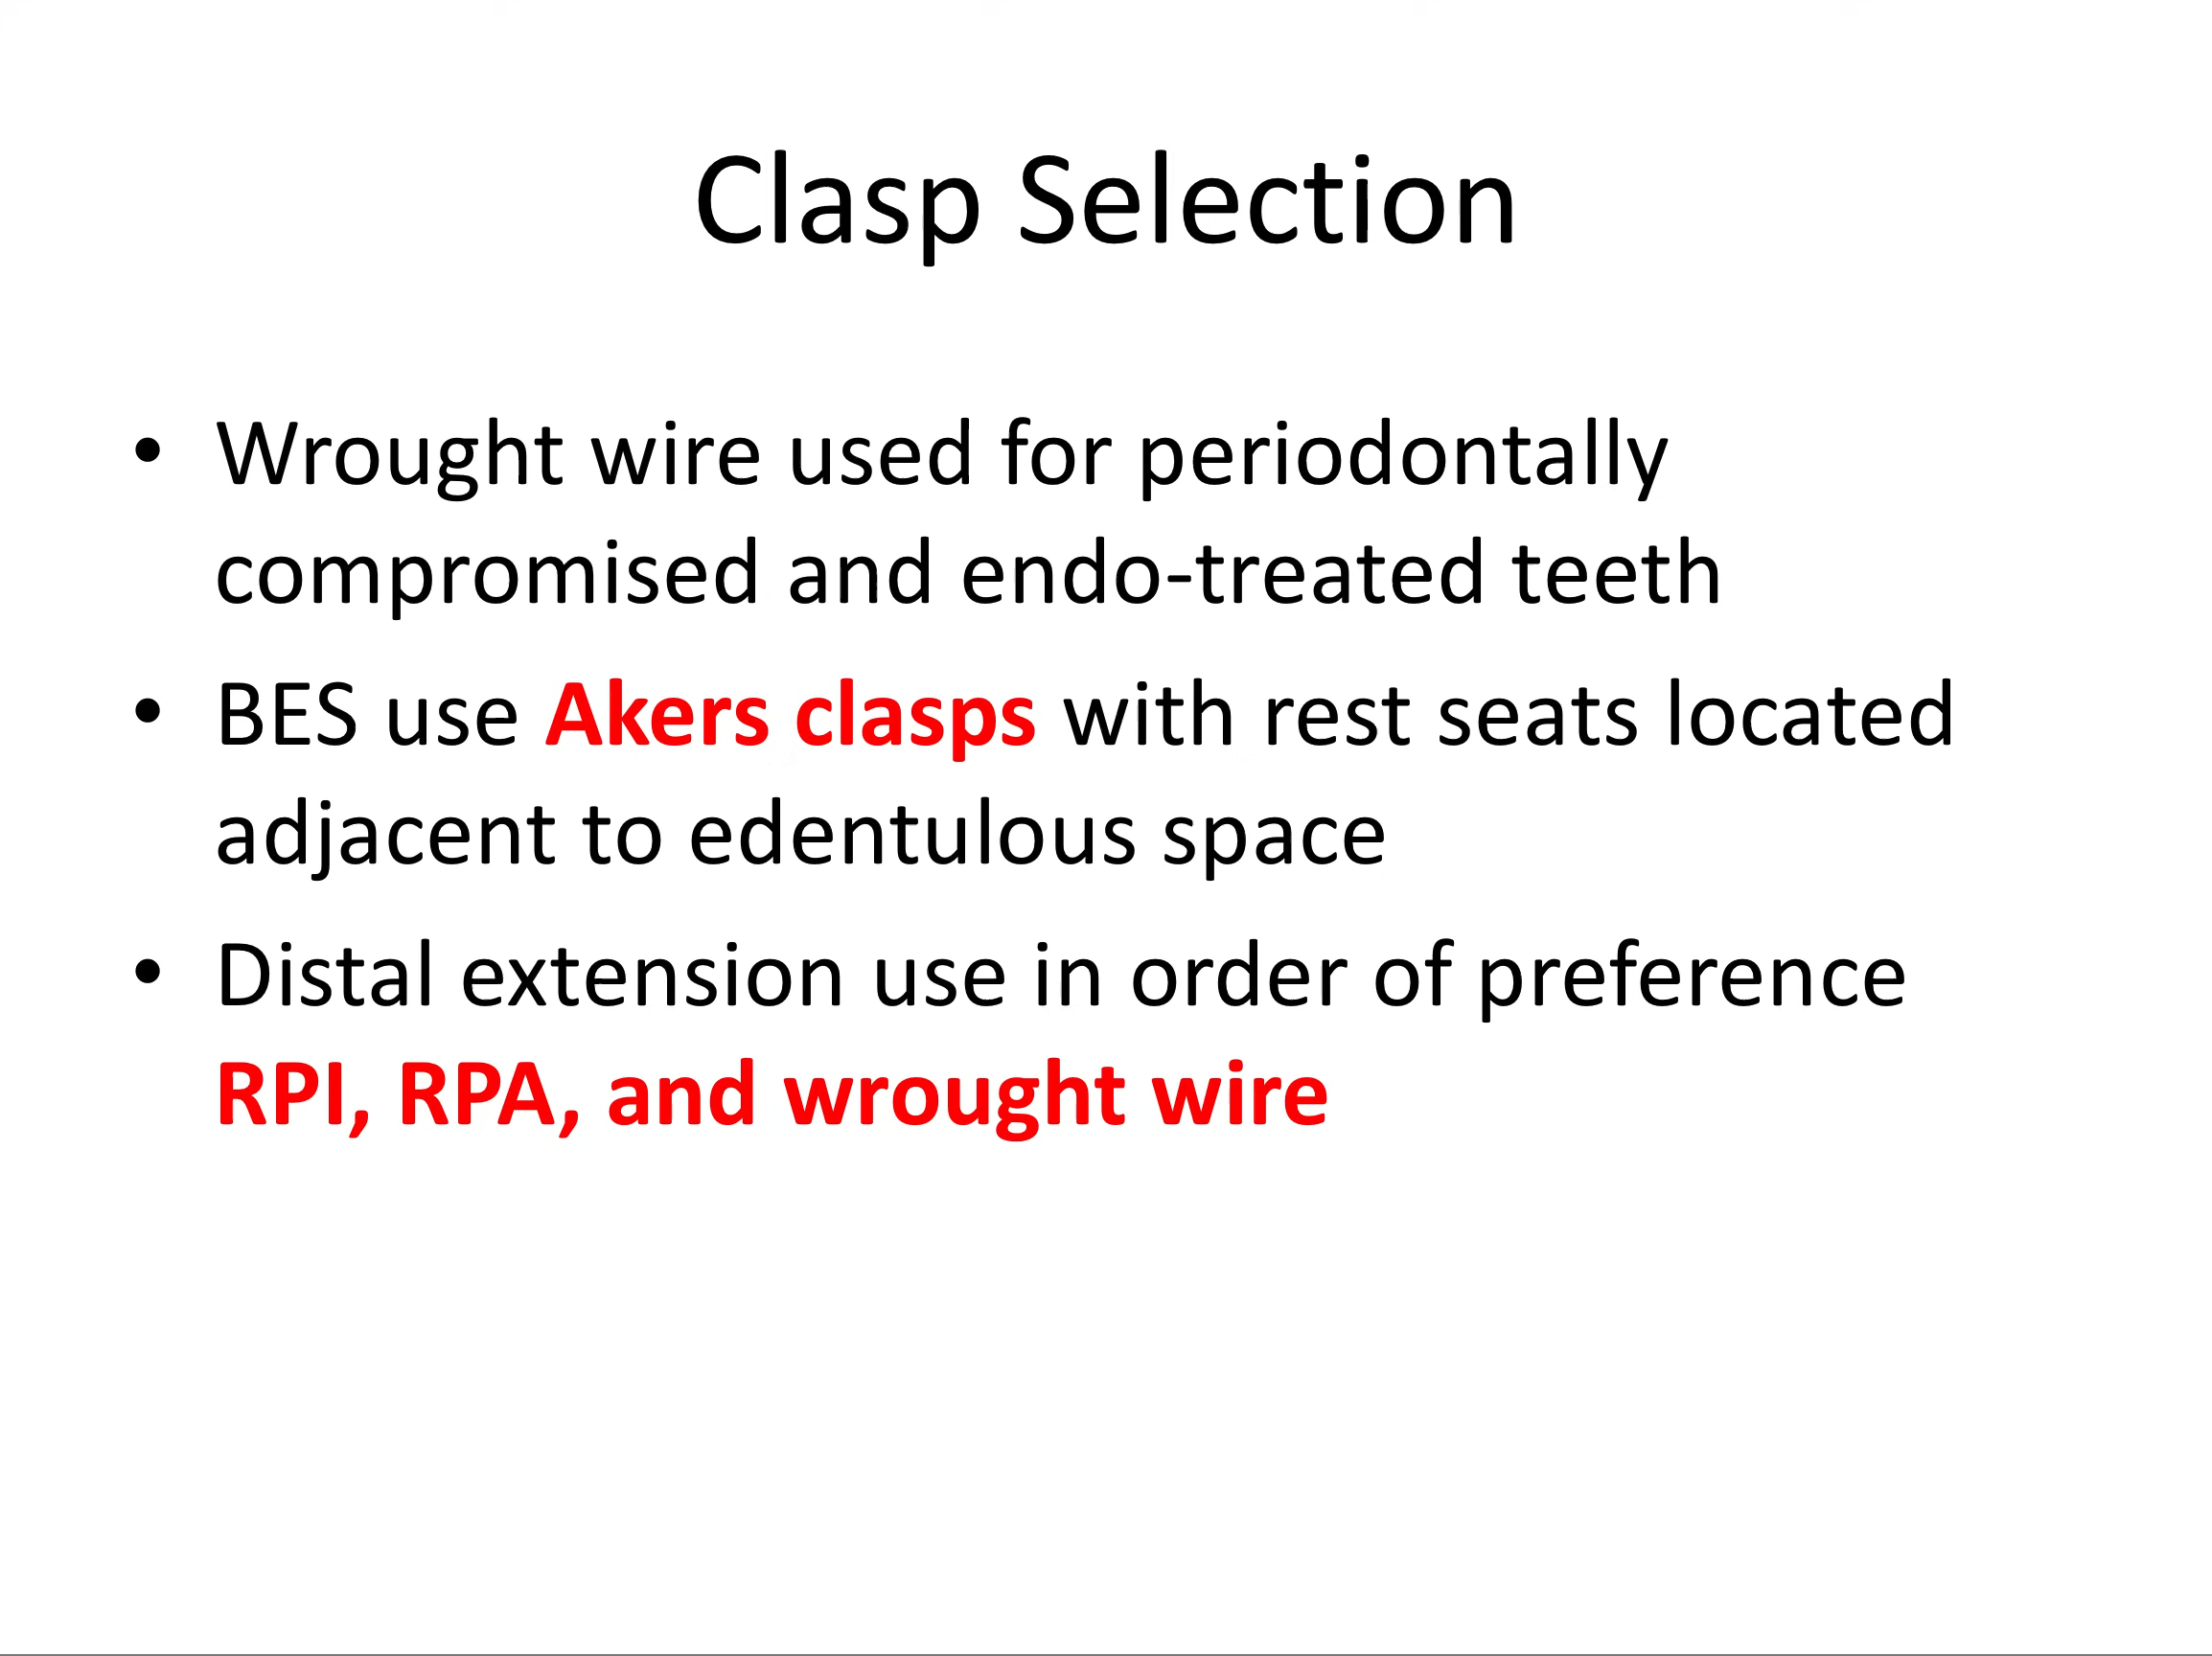 Clasp Selection
• Wrought wire used for periodontally
compromised and endo-treated teeth
• BES use Akers clasps with rest seats located
adjacent to edentulous space
• Distal extension use in order of preference
RPI, RPA, and wrought wire